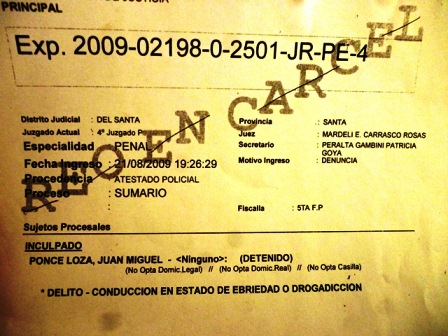 JUSTICIA
PRINCIPAL
Exp. 2009-02198-0-2501-JR-PE-4
REO EN CARCEL
Distrito Judicial : DEL SANTA
Provincia : SANTA
Juzgado Actual : 4º Juzgado
Juez : MARDELI E. CARRASCO ROSAS
Especialidad : PENAL
Secretario : PERALTA GAMBINI PATRICIA GOYA
Fecha Ingreso : 21/08/2009 19:26:29
Motivo Ingreso : DENUNCIA
Procedencia : ATESTADO POLICIAL
Proceso : SUMARIO
Fiscalia : 5TA F.P
Sujetos Procesales
INCULPADO
PONCE LOZA, JUAN MIGUEL - <Ninguno>: (DETENIDO)
(No Opta Domic.Legal) // (No Opta Domic.Real) // (No Opta Casilla)
* DELITO - CONDUCCION EN ESTADO DE EBRIEDAD O DROGADICCION